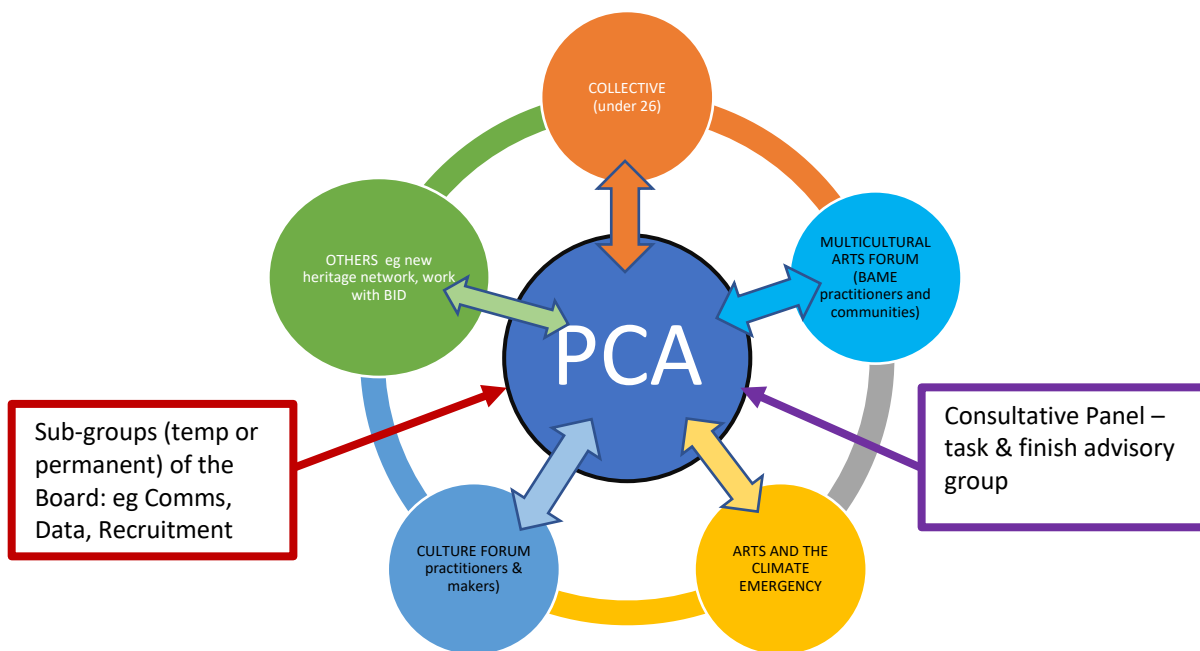 COLLECTIVE
(under 26)
MULTICULTURAL
ARTS FORUM
(BAME
practitioners and
communities)
OTHERS eg new
heritage network, work
with BID
PCA
Sub-groups (temp or
permanent) of the
Board: eg Comms,
Data, Recruitment
Consultative Panel –
task & finish advisory
group
CULTURE FORUM
practitioners &
makers)
ARTS AND THE
CLIMATE
EMERGENCY